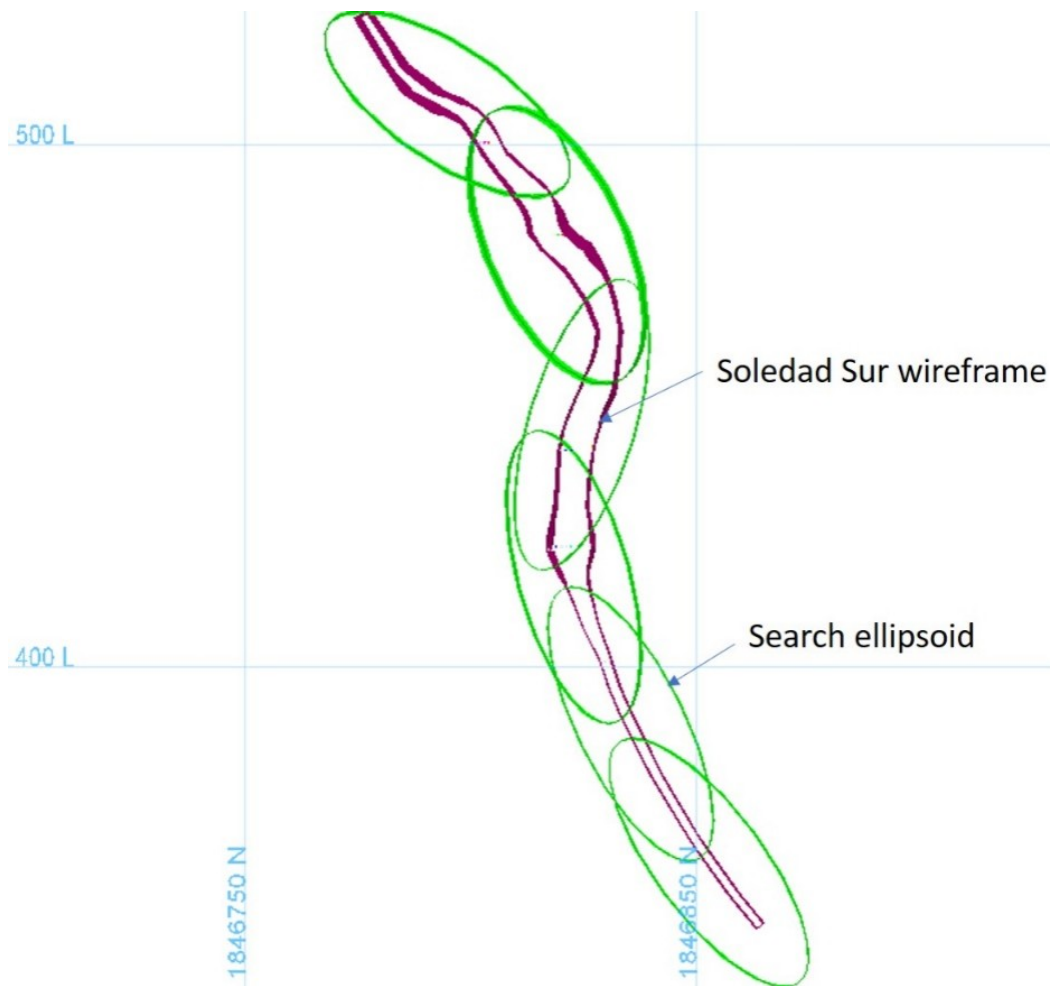 500 L
Soledad Sur wireframe
Search ellipsoid
400 L
1846750 N
1846850 N